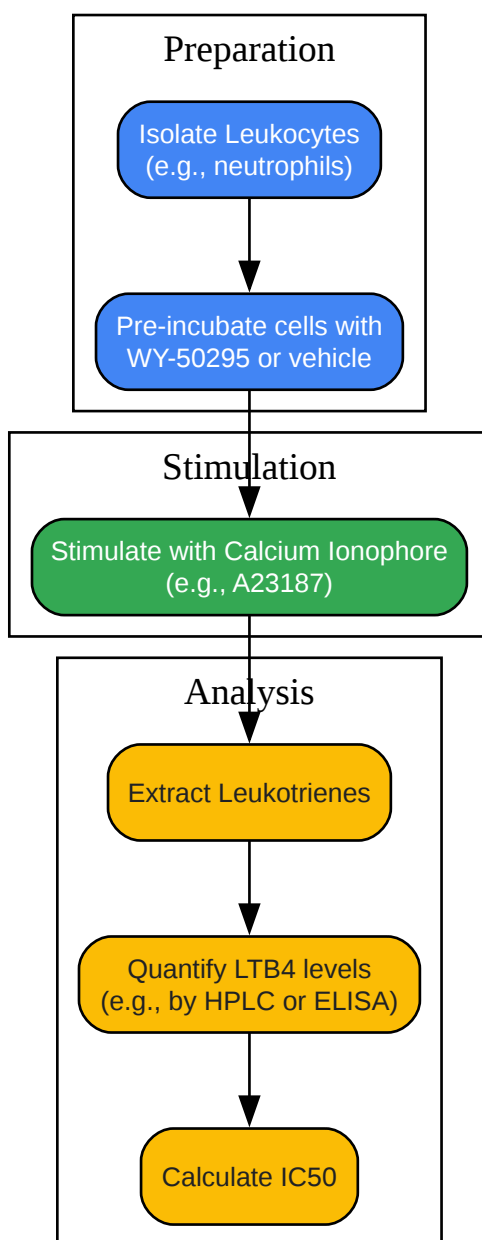 Preparation
Isolate Leukocytes
(e.g., neutrophils)
Pre-incubate cells with
WY-50295 or vehicle
Stimulation
Stimulate with Calcium Ionophore
(e.g., A23187)
Analysis
Extract Leukotrienes
Quantify LTB4 levels
(e.g., by HPLC or ELISA)
Calculate IC50